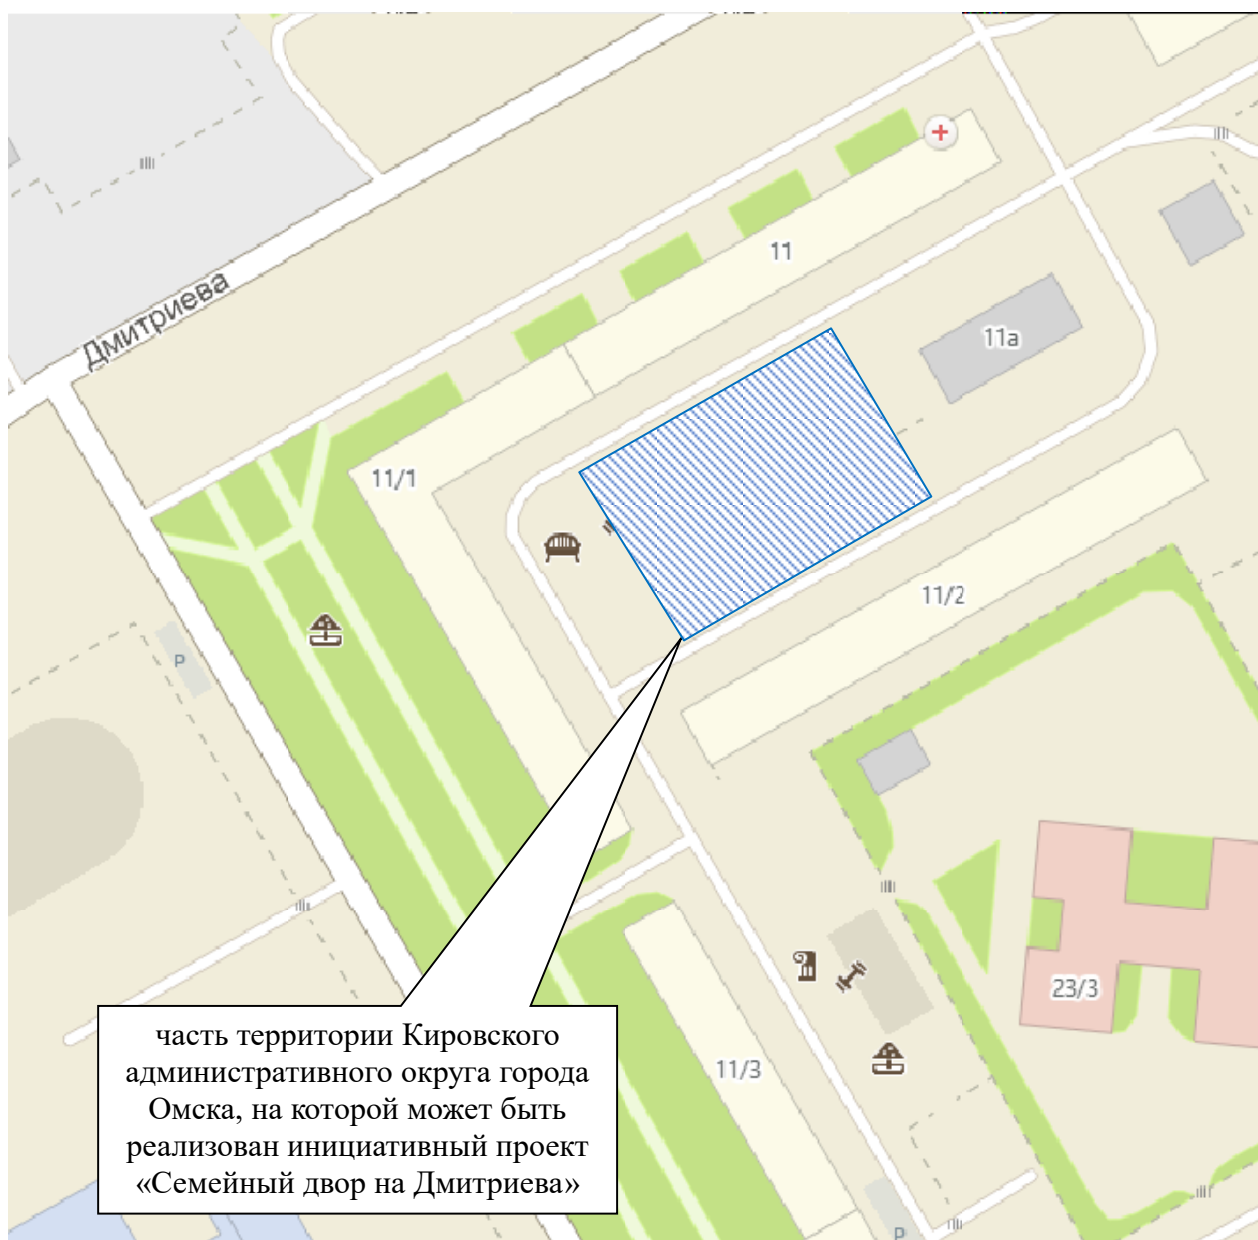 11
Дмитриева
11а
11/1
11/2
P
23/3
11/3
часть территории Кировского
административного округа города
Омска, на которой может быть
реализован инициативный проект
«Семейный двор на Дмитриева»
P